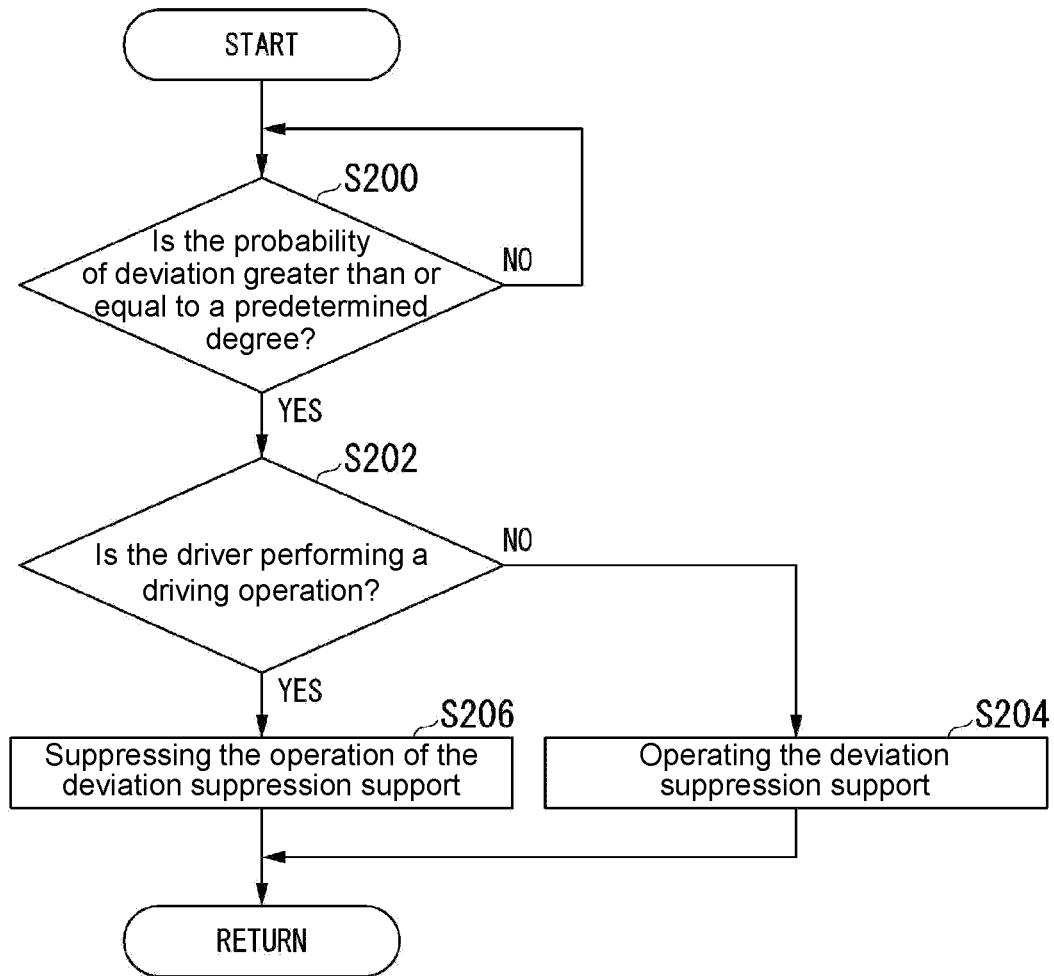 START
S200
Is the probability
of deviation greater than or
equal to a predetermined
degree?
NO
YES
S202
Is the driver performing a
driving operation?
NO
YES
S206
Suppressing the operation of the
deviation suppression support
S204
Operating the deviation
suppression support
RETURN